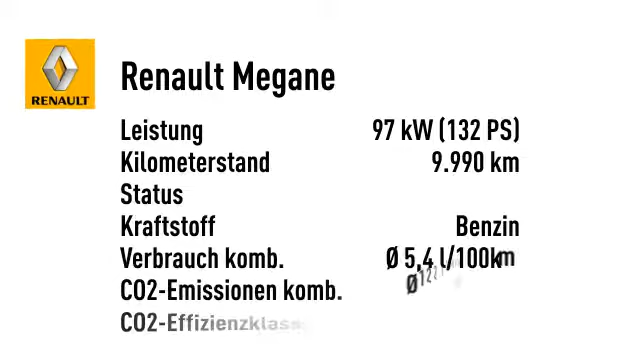 RENAULT
Renault Megane
Leistung 97 kW (132 PS)
Kilometerstand 9.990 km
Status
Kraftstoff Benzin
Verbrauch komb. Ø 5,4 l/100km
CO2-Emissionen komb. Ø
CO2-Effizienzklasse